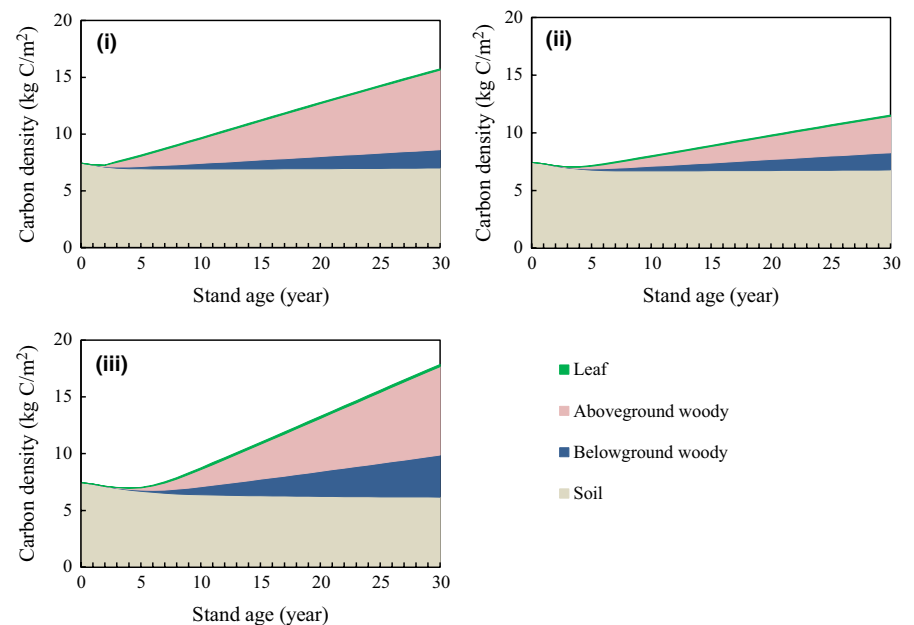 (i)
Carbon density (kg C/m²)
20
15
10
5
0
0 5 10 15 20 25 30
Stand age (year)
(ii)
Carbon density (kg C/m²)
20
15
10
5
0
0 5 10 15 20 25 30
Stand age (year)
(iii)
Carbon density (kg C/m²)
20
15
10
5
0
0 5 10 15 20 25 30
Stand age (year)
Leaf
Aboveground woody
Belowground woody
Soil